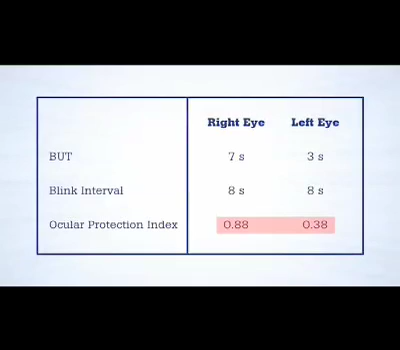 Right Eye Left Eye
BUT 7 s 3 s
Blink Interval 8 s 8 s
Ocular Protection Index 0.88 0.38